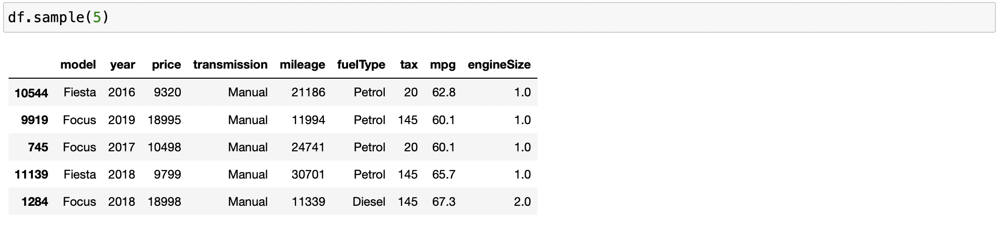 df.sample(5)
model year price transmission mileage fuelType tax mpg engineSize
10544 Fiesta 2016 9320 Manual 21186 Petrol 20 62.8 1.0
9919 Focus 2019 18995 Manual 11994 Petrol 145 60.1 1.0
745 Focus 2017 10498 Manual 24741 Petrol 20 60.1 1.0
11139 Fiesta 2018 9799 Manual 30701 Petrol 145 65.7 1.0
1284 Focus 2018 18998 Manual 11339 Diesel 145 67.3 2.0